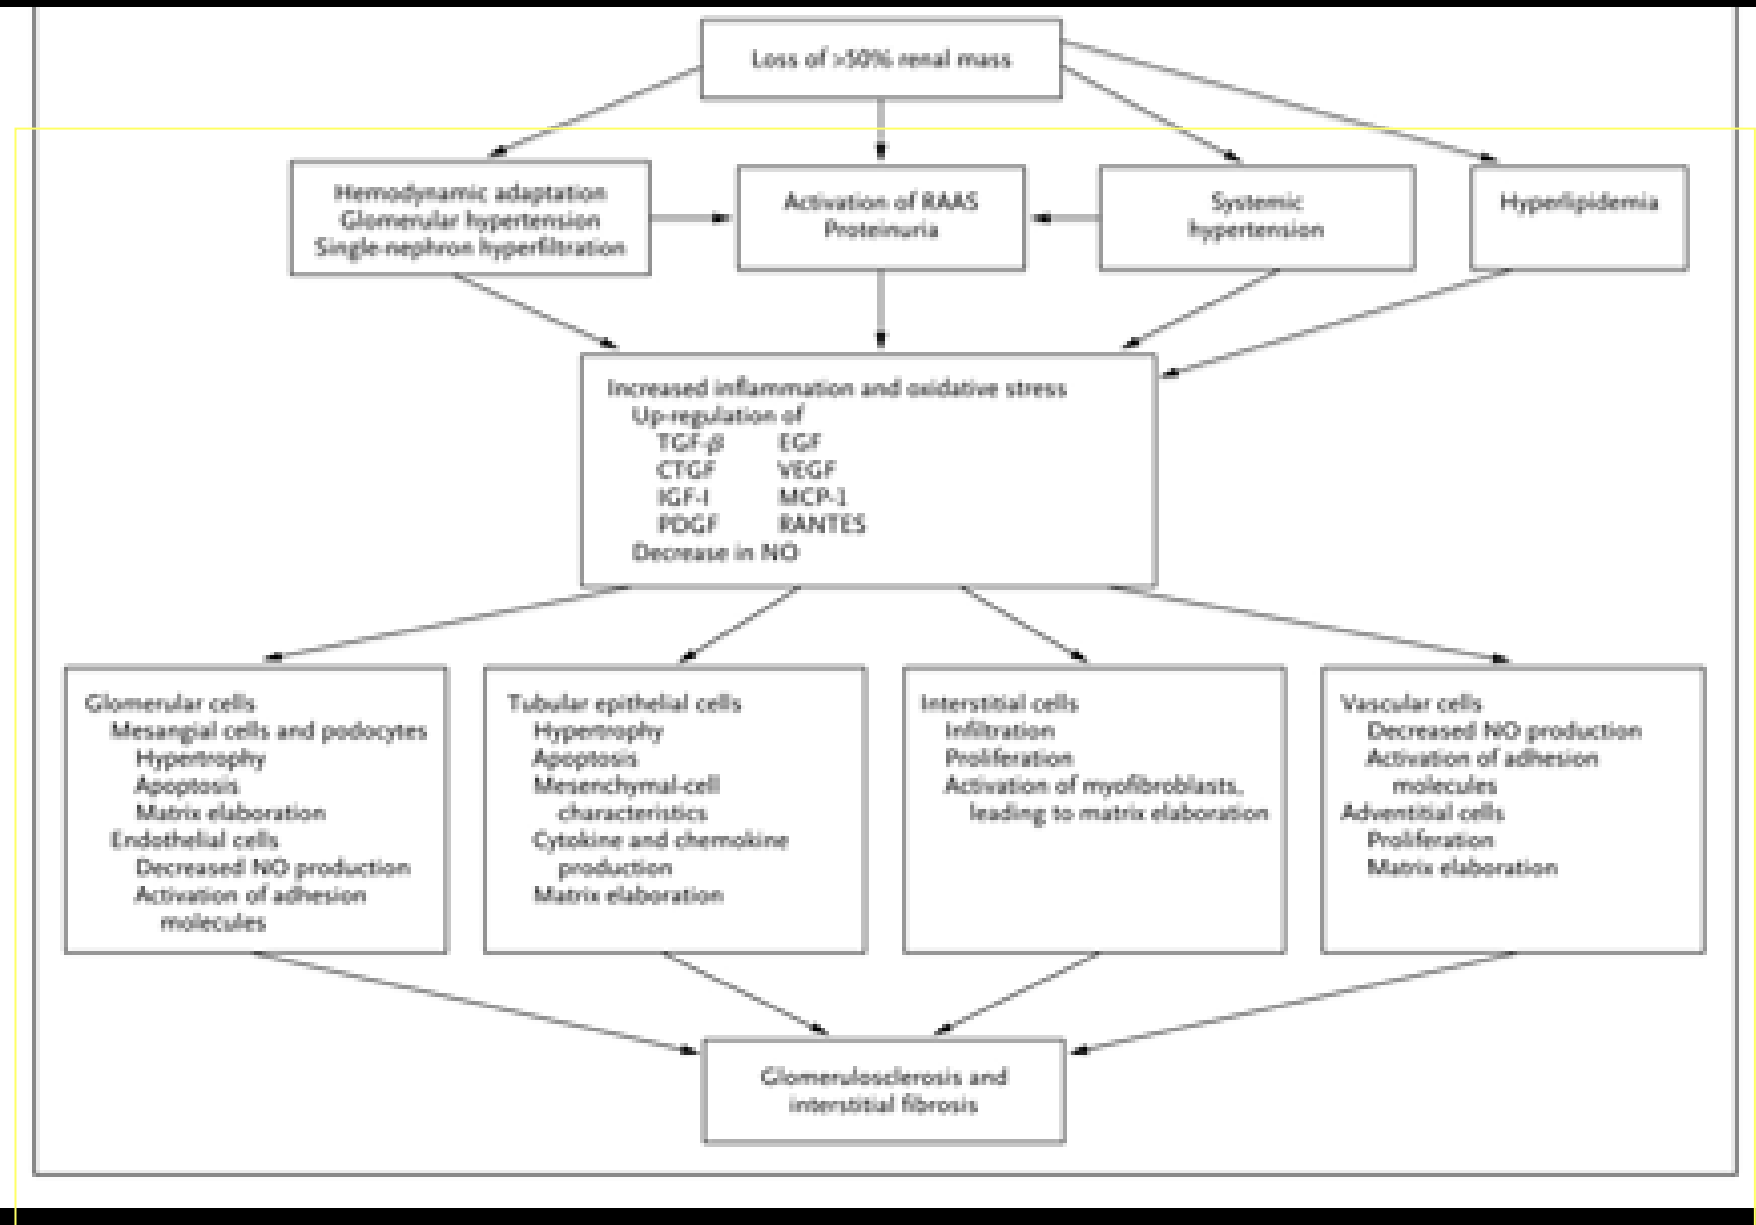 Loss of >50% renal mass
Hemodynamic adaptation
Glomerular hypertension
Single-nephron hyperfiltration
Activation of RAAS
Proteinuria
Systemic
hypertension
Hyperlipidemia
Increased inflammation and oxidative stress
Up-regulation of
TGF-β EGF
CTGF VEGF
IGF-I MCP-1
PDGF RANTES
Decrease in NO
Glomerular cells
Mesangial cells and podocytes
Hypertrophy
Apoptosis
Matrix elaboration
Endothelial cells
Decreased NO production
Activation of adhesion
molecules
Tubular epithelial cells
Hypertrophy
Apoptosis
Mesenchymal-cell
characteristics
Cytokine and chemokine
production
Matrix elaboration
Interstitial cells
Infiltration
Proliferation
Activation of myofibroblasts,
leading to matrix elaboration
Vascular cells
Decreased NO production
Activation of adhesion
molecules
Adventitial cells
Proliferation
Matrix elaboration
Glomerulosclerosis and
interstitial fibrosis